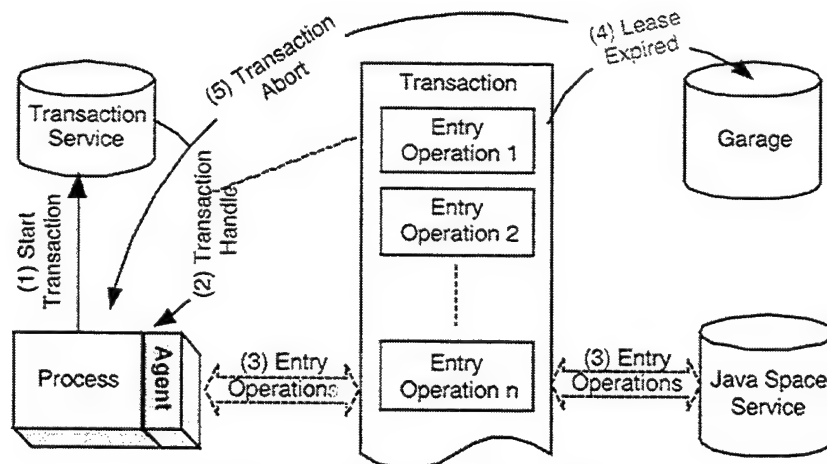 (4) Lease
Expired
(5) Transaction
Abort
Transaction
Transaction
Service
Entry
Operation 1
Garage
(1) Start
Transaction
(2) Transaction
Handle
Entry
Operation 2
Process
Agent
(3) Entry
Operations
Entry
Operation n
(3) Entry
Operations
Java Space
Service